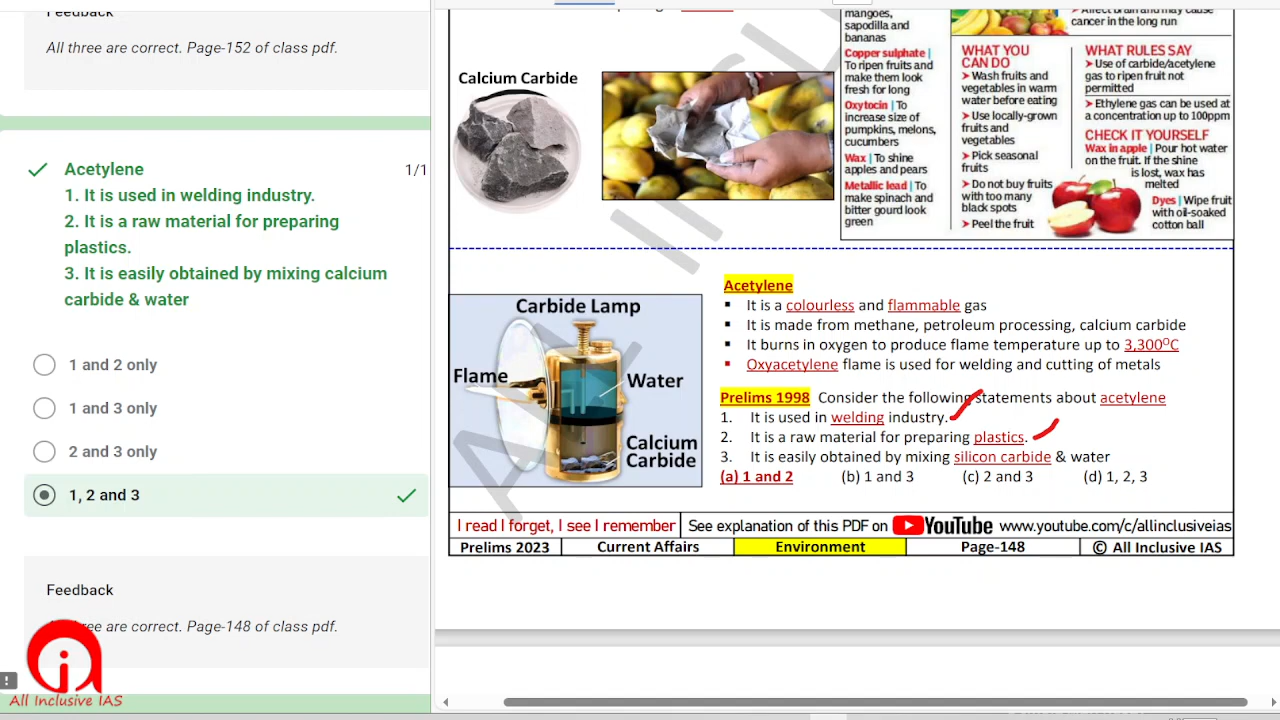 Feedback
All three are correct. Page-152 of class pdf.
Acetylene
1/1
1. It is used in welding industry.
2. It is a raw material for preparing
plastics.
3. It is easily obtained by mixing calcium
carbide & water
1 and 2 only
1 and 3 only
2 and 3 only
1, 2 and 3
Feedback
ree are correct. Page-148 of class pdf.
All Inclusive IAS
Calcium Carbide
mangoes,
sapodilla and
bananas
Copper sulphate |
To ripen fruits and
make them look
fresh for long
Oxytocin | To
increase size of
pumpkins, melons,
cucumbers
Wax | To shine
apples and pears
Metallic lead | To
make spinach and
bitter gourd look
green
WHAT YOU
CAN DO
➤ Wash fruits and
vegetables in warm
water before eating
➤ Use locally-grown
fruits and
vegetables
➤ Pick seasonal
fruits
➤ Do not buy fruits
with too many
black spots
➤ Peel the fruit
➤ Affect brain and may cause
cancer in the long run
WHAT RULES SAY
➤ Use of carbide/acetylene
gas to ripen fruit not
permitted
➤ Ethylene gas can be used at
a concentration up to 100ppm
CHECK IT YOURSELF
Wax in apple | Pour hot water
on the fruit. If the shine
is lost, wax has
melted
Dyes | Wipe fruit
with oil-soaked
cotton ball
Carbide Lamp
Flame
Water
Calcium
Carbide
Acetylene
▪ It is a colourless and flammable gas
▪ It is made from methane, petroleum processing, calcium carbide
▪ It burns in oxygen to produce flame temperature up to 3,300⁰C
▪ Oxyacetylene flame is used for welding and cutting of metals
Prelims 1998 Consider the following statements about acetylene
1. It is used in welding industry.
2. It is a raw material for preparing plastics.
3. It is easily obtained by mixing silicon carbide & water
(a) 1 and 2 (b) 1 and 3 (c) 2 and 3 (d) 1, 2, 3
I read I forget, I see I remember See explanation of this PDF on YouTube www.youtube.com/c/allinclusiveias
Prelims 2023 Current Affairs Environment Page-148 © All Inclusive IAS